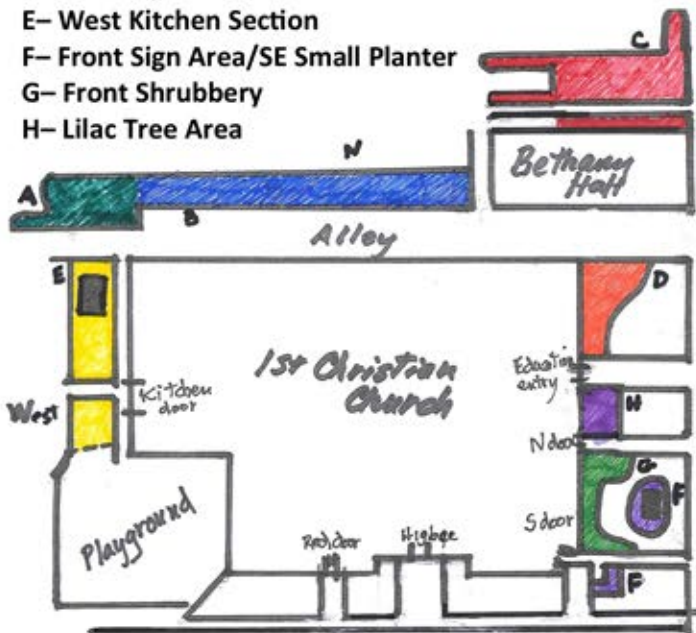 E– West Kitchen Section
F– Front Sign Area/SE Small Planter
G– Front Shrubbery
H– Lilac Tree Area
C
N
Bethany
Hall
A
B
Alley
E
D
1st Christian
Church
Education
entry
Kitchen
door
H
West
N door
G
F
Playground
S door
Red door
F